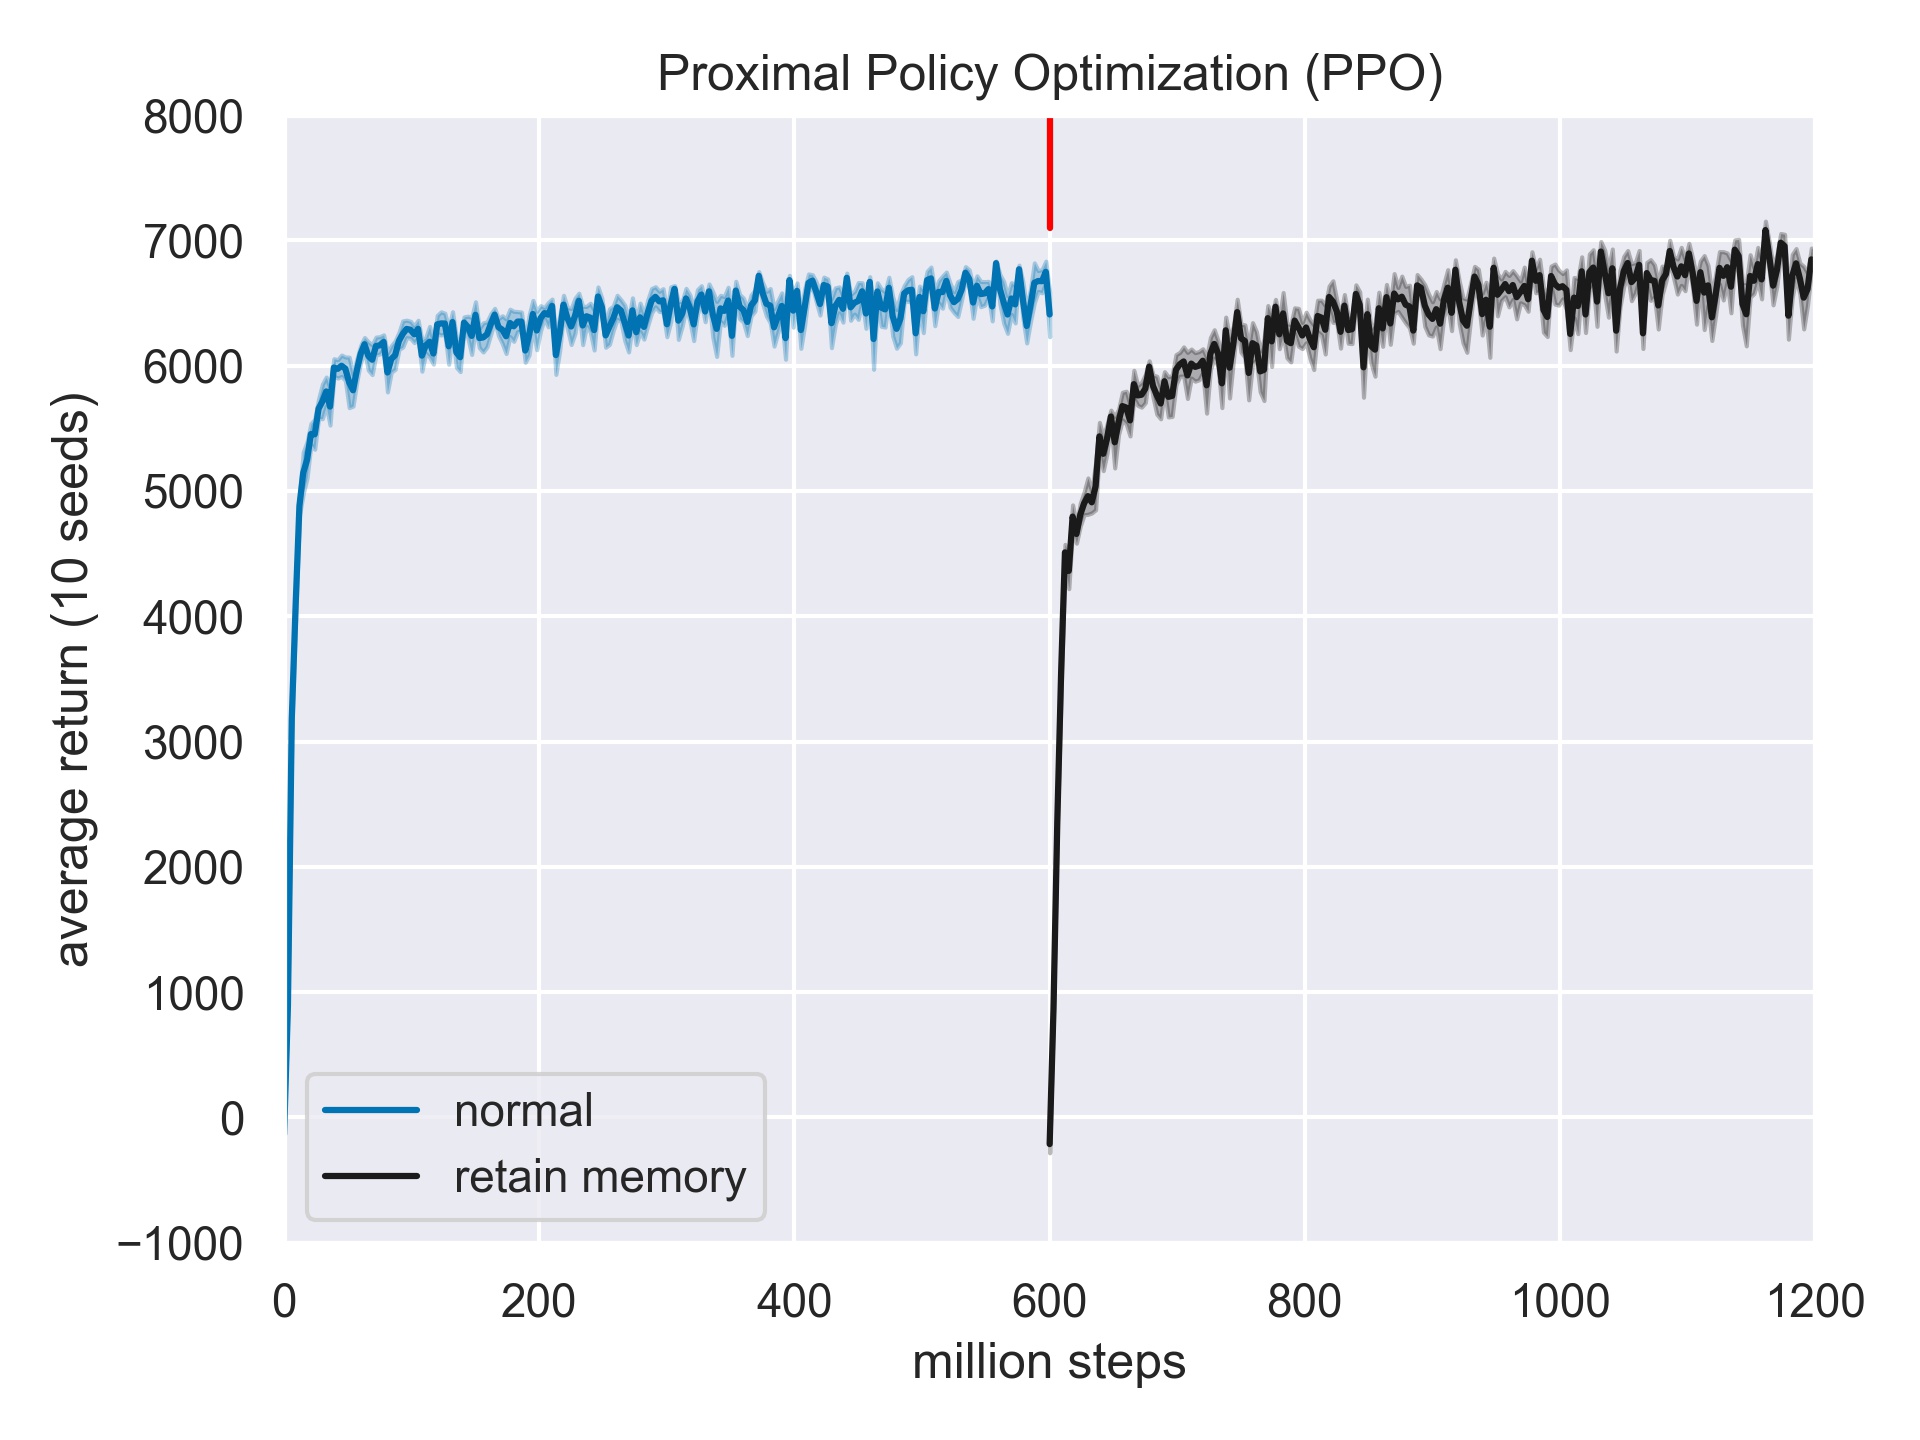 Proximal Policy Optimization (PPO)
8000
7000
6000
5000
4000
3000
2000
1000
0
−1000
average return (10 seeds)
normal
retain memory
0 200 400 600 800 1000 1200
million steps